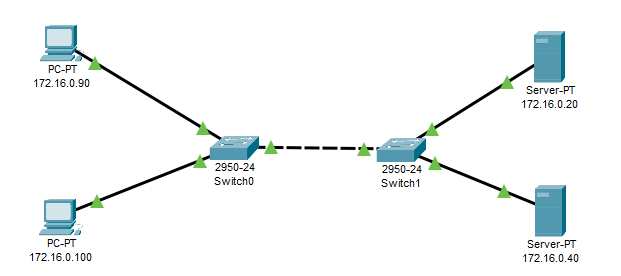 PC-PT
172.16.0.90
Server-PT
172.16.0.20
2950-24
Switch0
2950-24
Switch1
PC-PT
172.16.0.100
Server-PT
172.16.0.40